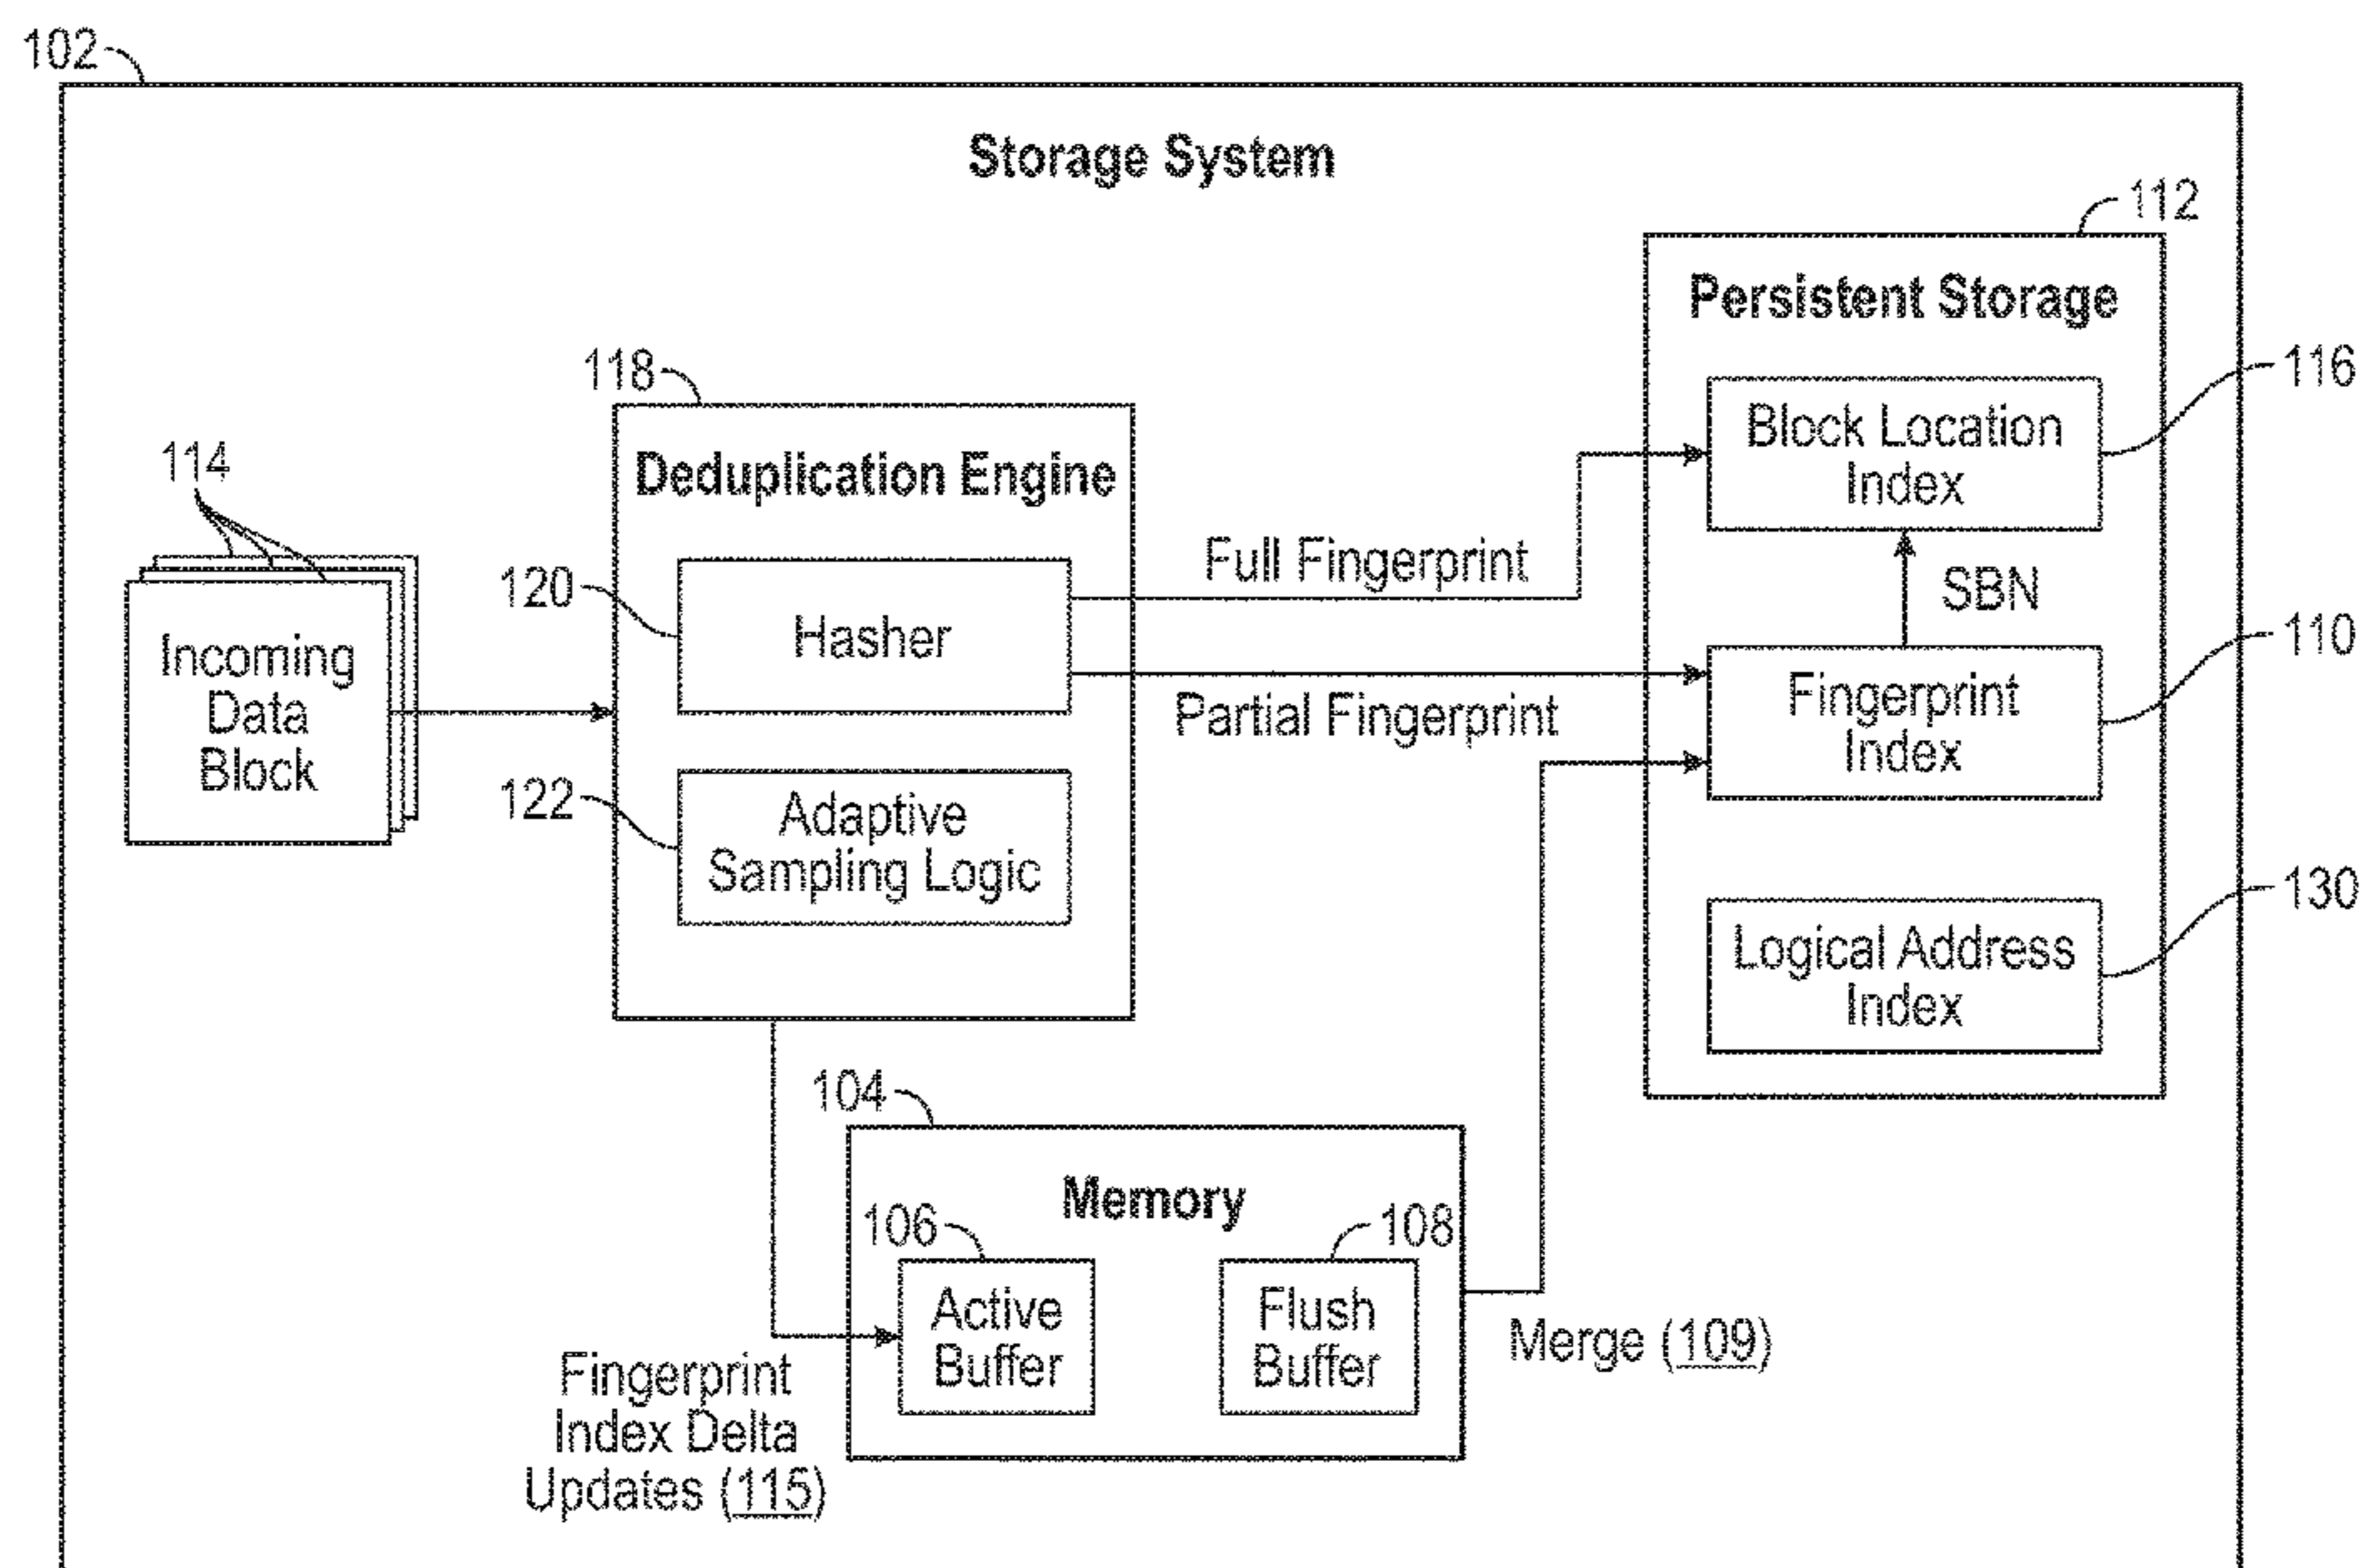 102
Storage System
112
Persistent Storage
118
116
Block Location
Index
114
Deduplication Engine
Full Fingerprint
120
SBN
Hasher
110
Incoming
Data
Block
Fingerprint
Index
Partial Fingerprint
122
Adaptive
Sampling Logic
130
Logical Address
Index
104
Memory
106
108
Active
Buffer
Flush
Buffer
Merge (109)
Fingerprint
Index Delta
Updates (115)